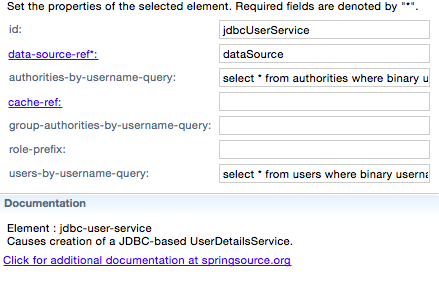 Set the properties of the selected element. Required fields are denoted by "*".
id: jdbcUserService
data-source-ref*: dataSource
authorities-by-username-query: select * from authorities where binary u
cache-ref:
group-authorities-by-username-query:
role-prefix:
users-by-username-query: select * from users where binary userna
Documentation
Element : jdbc-user-service
Causes creation of a JDBC-based UserDetailsService.
Click for additional documentation at springsource.org